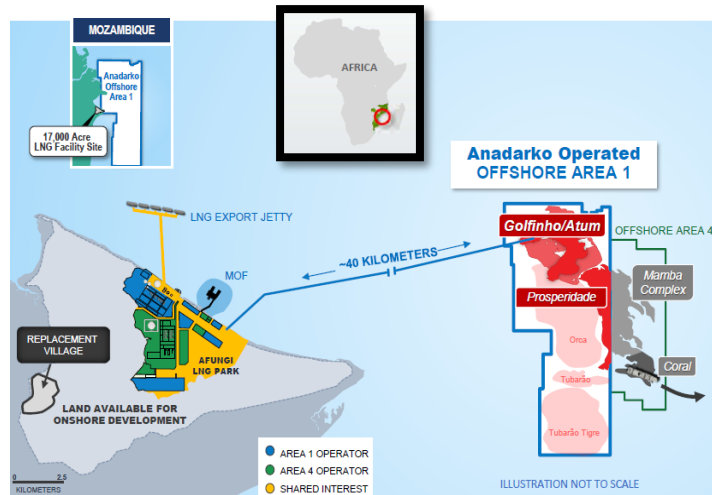 MOZAMBIQUE
Anadarko
Offshore
Area 1
17,000 Acre
LNG Facility Site
AFRICA
Anadarko Operated
OFFSHORE AREA 1
LNG EXPORT JETTY
MOF
~40 KILOMETERS
Golfinho/Atum
OFFSHORE AREA 4
Mamba
Complex
Prosperidade
Orca
Coral
Tubarão
Tubarão Tigre
REPLACEMENT
VILLAGE
AFUNGI
LNG PARK
LAND AVAILABLE FOR
ONSHORE DEVELOPMENT
AREA 1 OPERATOR
AREA 4 OPERATOR
SHARED INTEREST
0 2.5
KILOMETERS
ILLUSTRATION NOT TO SCALE